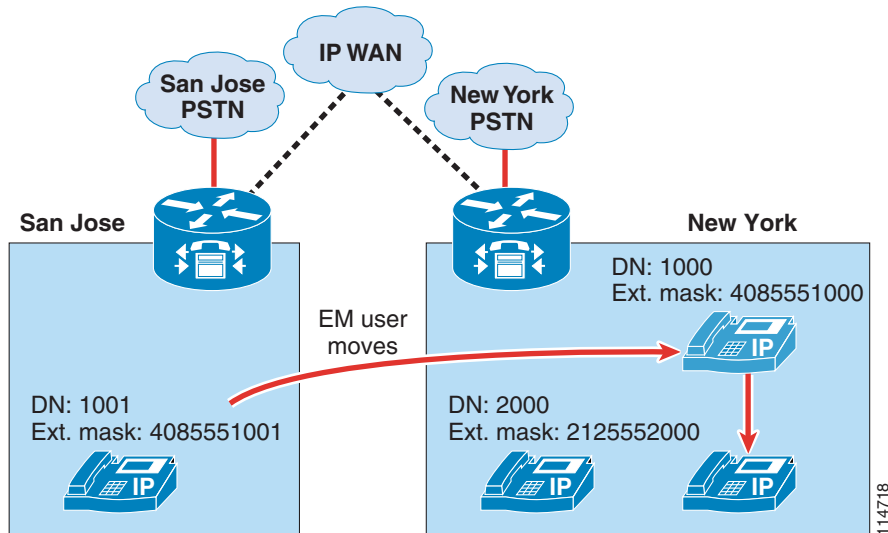 IP WAN
San Jose
PSTN
New York
PSTN
San Jose
New York
DN: 1000
Ext. mask: 4085551000
EM user
moves
IP
DN: 1001
Ext. mask: 4085551001
DN: 2000
Ext. mask: 2125552000
IP
IP
IP
114718